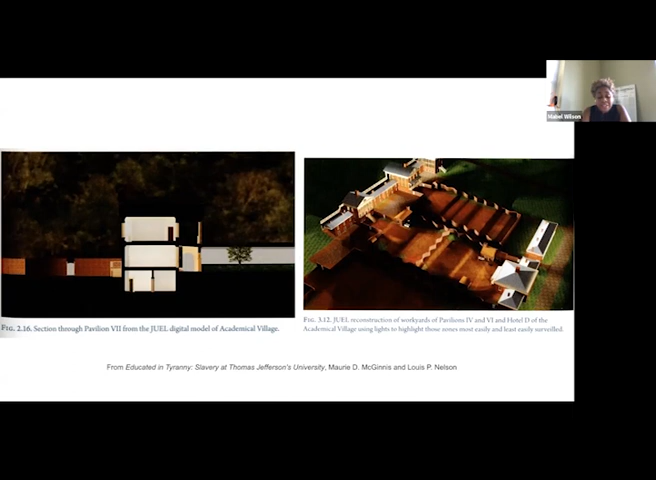 Mabel Wilson
FIG. 2.16. Section through Pavilion VII from the JUEL digital model of Academical Village.
FIG. 3.12. JUEL reconstruction of workyards of Pavilions IV and VI and Hotel D of the
Academical Village using lights to highlight those zones most easily and least easily surveilled.
From Educated in Tyranny: Slavery at Thomas Jefferson's University, Maurie D. McGinnis and Louis P. Nelson